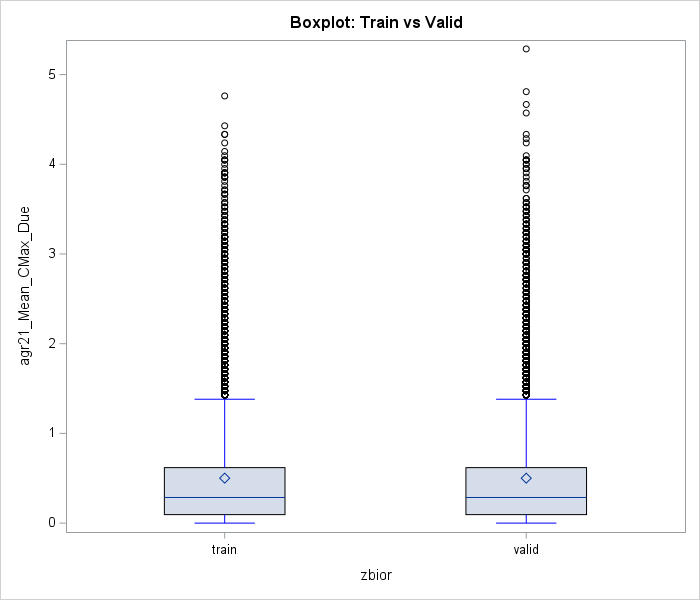 Boxplot: Train vs Valid
agr21_Mean_CMax_Due
5
4
3
2
1
0
train
valid
zbior